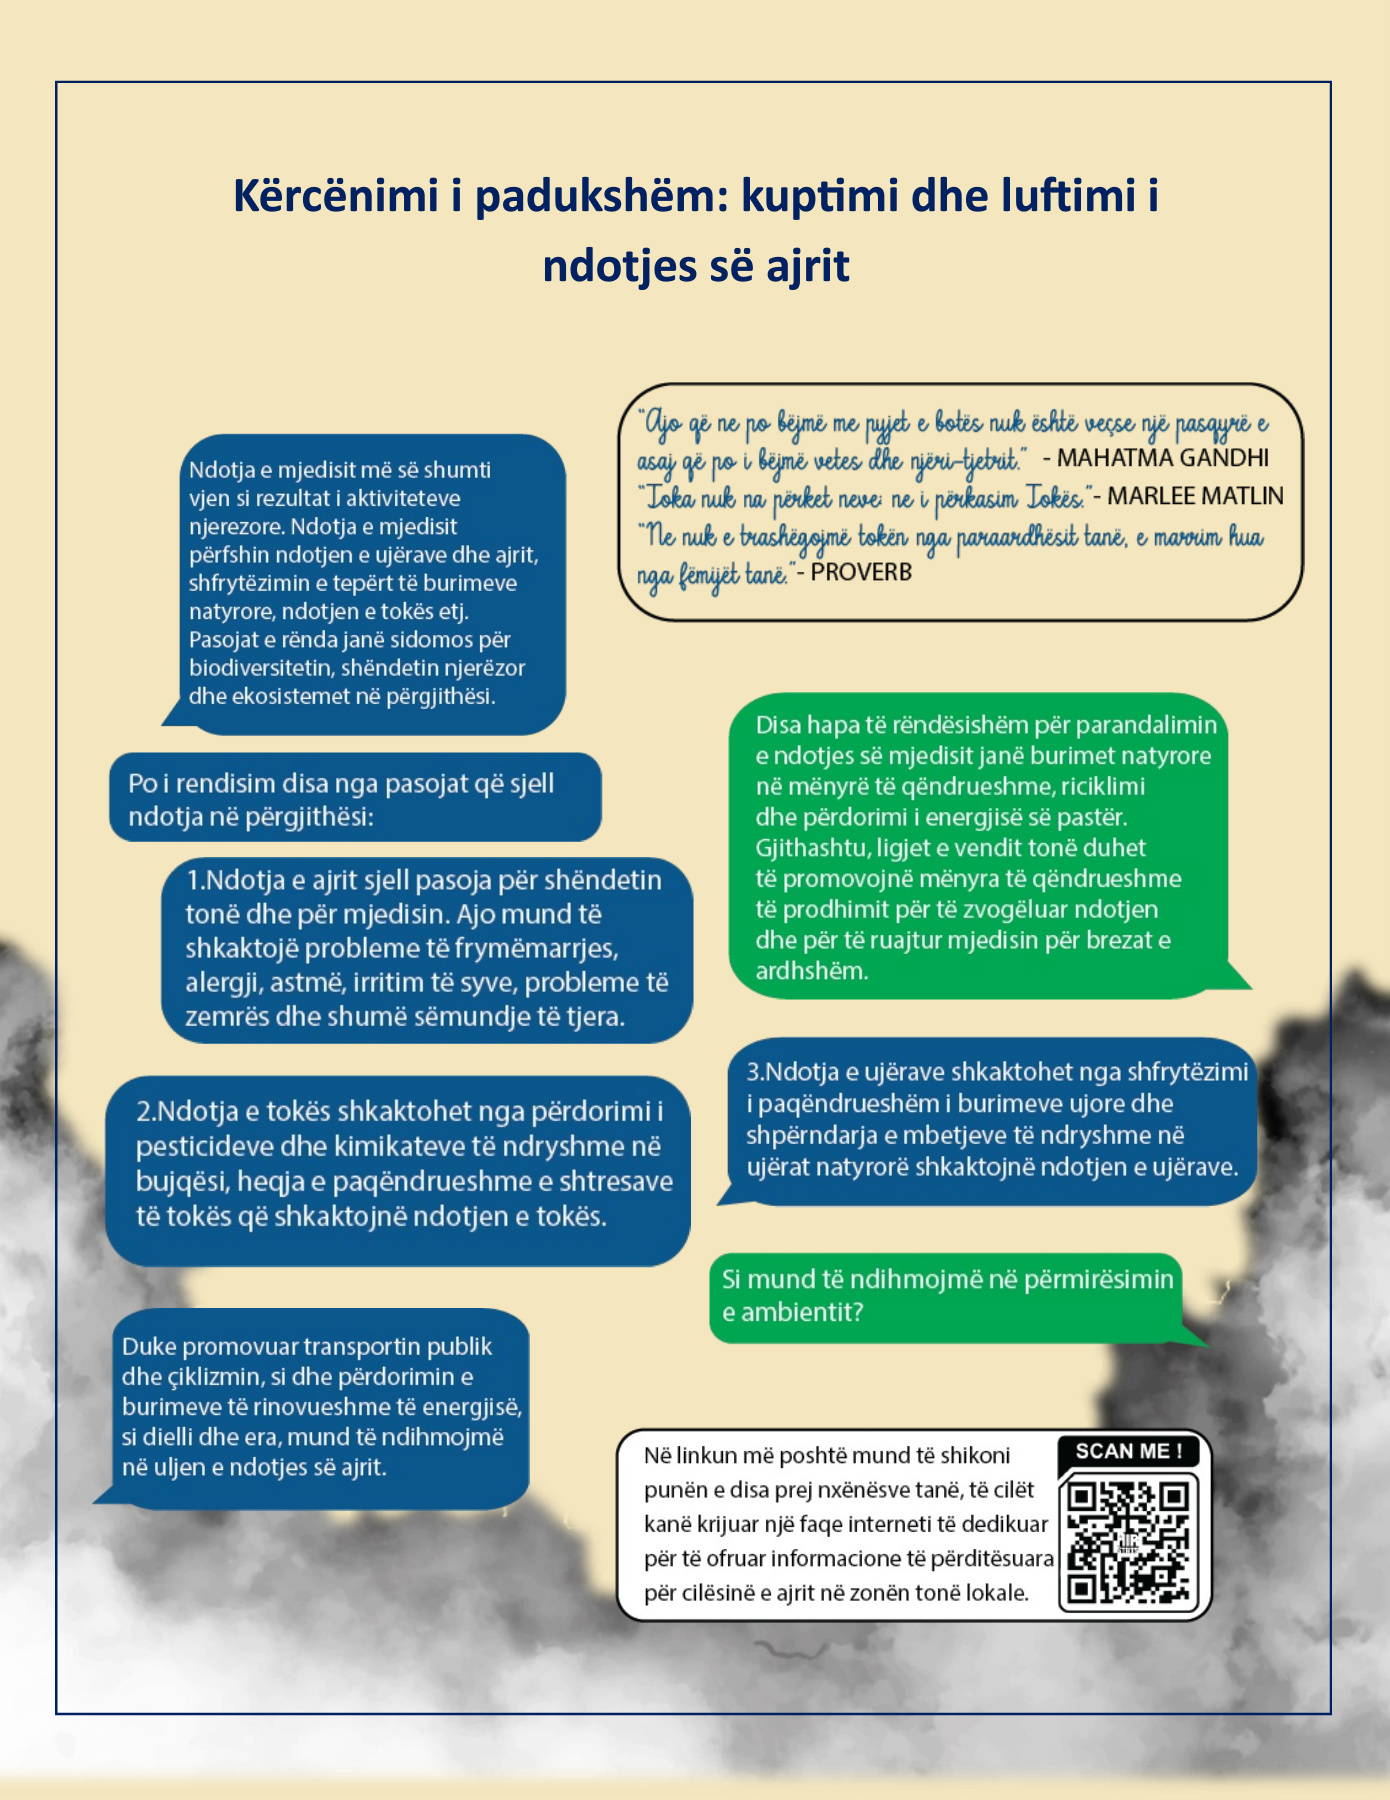 Kërcënimi i padukshëm: kuptimi dhe luftimi i
ndotjes së ajrit
"Ajo që ne po bëjmë me pyjet e botës nuk është veçse një pasqyrë e
asaj që po i bëjmë vetes dhe njëri-tjetrit." - MAHATMA GANDHI
"Toka nuk na përket neve: ne i përkasim Tokës."- MARLEE MATLIN
"Ne nuk e trashëgojmë tokën nga paraardhësit tanë, e marrim hua
nga fëmijët tanë."- PROVERB
Ndotja e mjedisit më së shumti
vjen si rezultat i aktiviteteve
njerezore. Ndotja e mjedisit
përfshin ndotjen e ujërave dhe ajrit,
shfrytëzimin e tepërt të burimeve
natyrore, ndotjen e tokës etj.
Pasojat e rënda janë sidomos për
biodiversitetin, shëndetin njerëzor
dhe ekosistemet në përgjithësi.
Po i rendisim disa nga pasojat që sjell
ndotja në përgjithësi:
1.Ndotja e ajrit sjell pasoja për shëndetin
tonë dhe për mjedisin. Ajo mund të
shkaktojë probleme të frymëmarrjes,
alergji, astmë, irritim të syve, probleme të
zemrës dhe shumë sëmundje të tjera.
2.Ndotja e tokës shkaktohet nga përdorimi i
pesticideve dhe kimikateve të ndryshme në
bujqësi, heqja e paqëndrueshme e shtresave
të tokës që shkaktojnë ndotjen e tokës.
Duke promovuar transportin publik
dhe çiklizmin, si dhe përdorimin e
burimeve të rinovueshme të energjisë,
si dielli dhe era, mund të ndihmojmë
në uljen e ndotjes së ajrit.
Disa hapa të rëndësishëm për parandalimin
e ndotjes së mjedisit janë burimet natyrore
në mënyrë të qëndrueshme, riciklimi
dhe përdorimi i energjisë së pastër.
Gjithashtu, ligjet e vendit tonë duhet
të promovojnë mënyra të qëndrueshme
të prodhimit për të zvogëluar ndotjen
dhe për të ruajtur mjedisin për brezat e
ardhshëm.
3.Ndotja e ujërave shkaktohet nga shfrytëzimi
i paqëndrueshëm i burimeve ujore dhe
shpërndarja e mbetjeve të ndryshme në
ujërat natyrorë shkaktojnë ndotjen e ujërave.
Si mund të ndihmojmë në përmirësimin
e ambientit?
Në linkun më poshtë mund të shikoni
punën e disa prej nxënësve tanë, të cilët
kanë krijuar një faqe interneti të dedikuar
për të ofruar informacione të përditësuara
për cilësinë e ajrit në zonën tonë lokale.
SCAN ME !
AIR